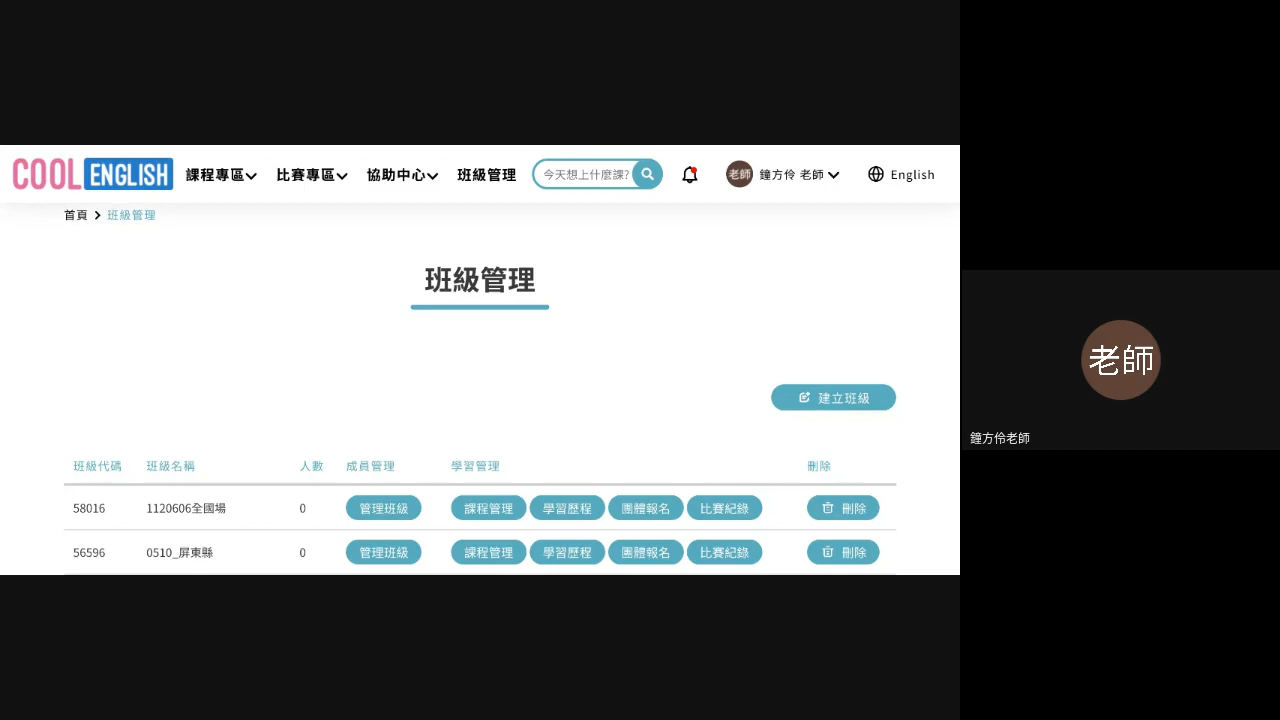 COOL ENGLISH 課程專區 比賽專區 協助中心 班級管理 今天想上什麼課? 老師 鐘方伶 老師 English
首頁 班級管理
班級管理
建立班級
班級代碼 班級名稱 人數 成員管理 學習管理 刪除
58016 1120606全國場 0 管理班級 課程管理 學習歷程 團體報名 比賽紀錄 刪除
56596 0510_屏東縣 0 管理班級 課程管理 學習歷程 團體報名 比賽紀錄 刪除
老師
鐘方伶老師